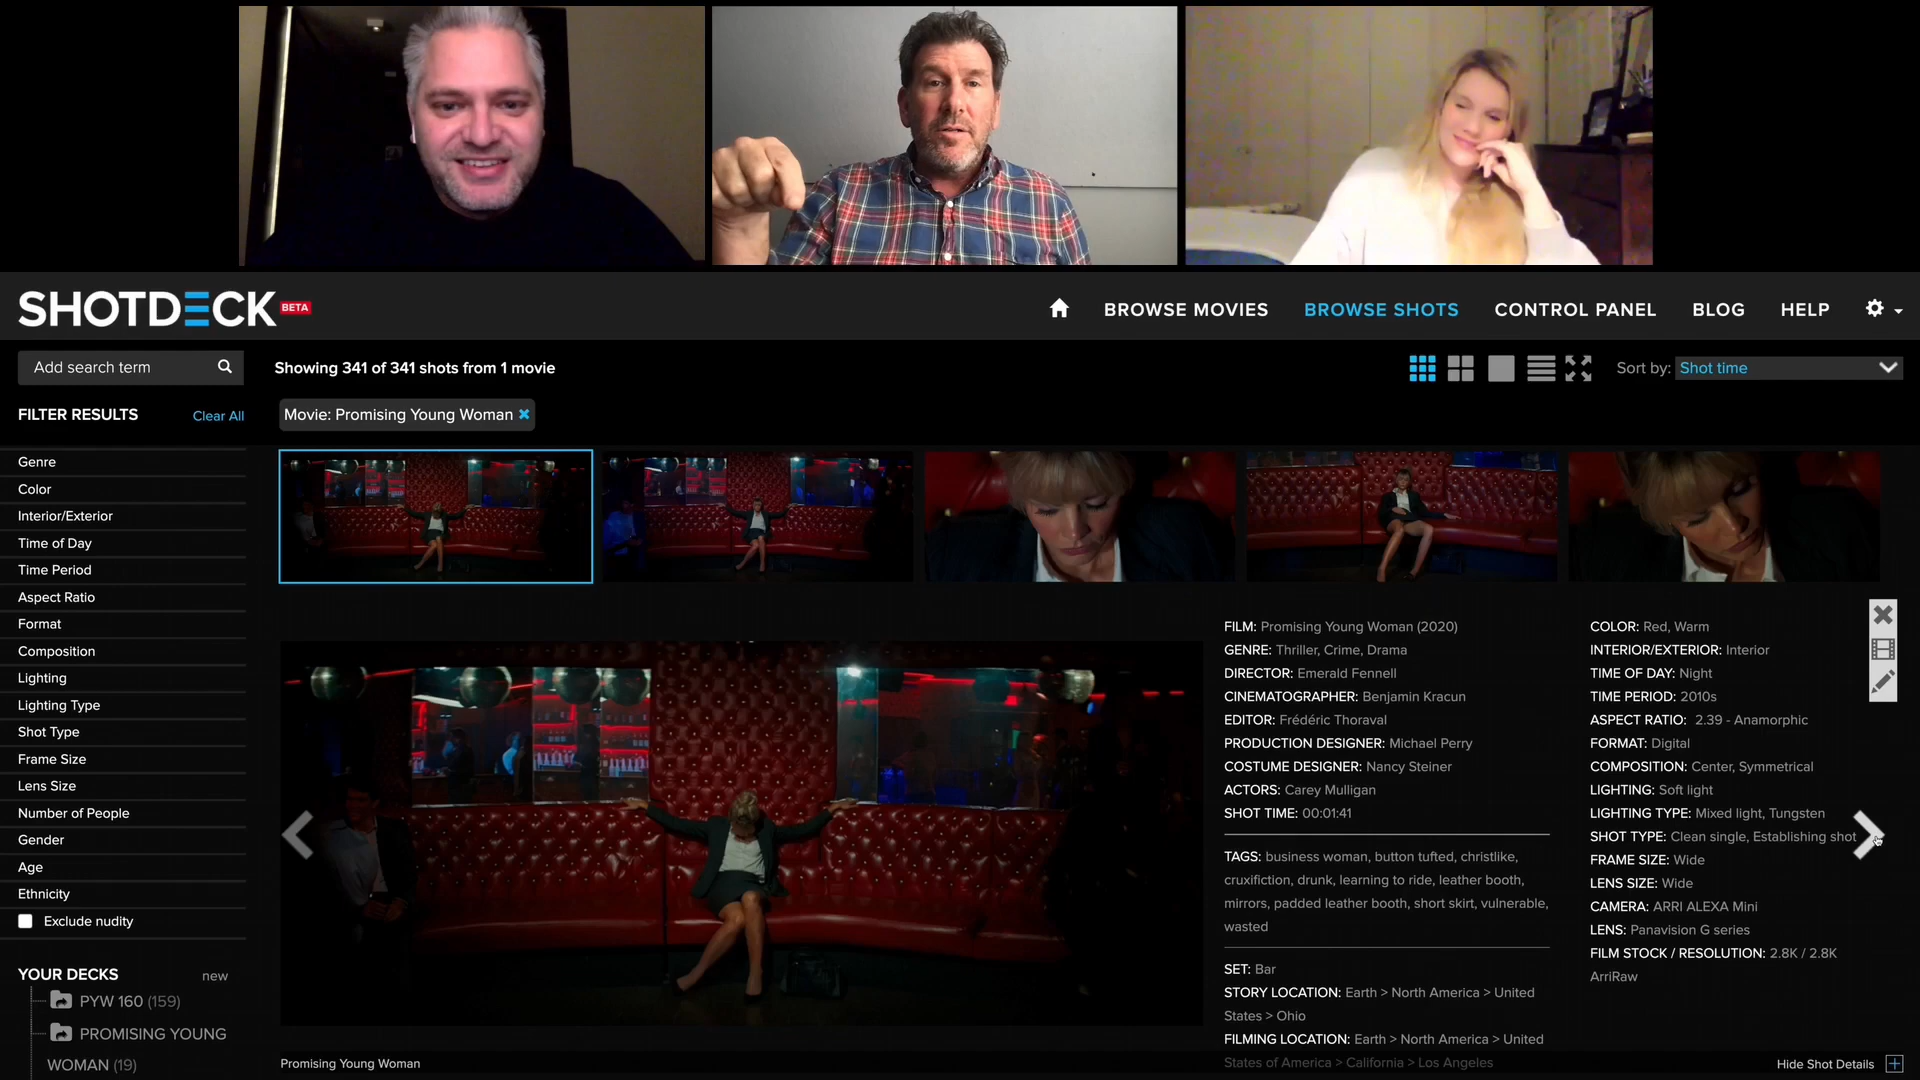 SHOTDECK BETA
BROWSE MOVIES BROWSE SHOTS CONTROL PANEL BLOG HELP
Add search term
Showing 341 of 341 shots from 1 movie
Sort by: Shot time
FILTER RESULTS Clear All
Movie: Promising Young Woman
Genre
Color
Interior/Exterior
Time of Day
Time Period
Aspect Ratio
Format
Composition
Lighting
Lighting Type
Shot Type
Frame Size
Lens Size
Number of People
Gender
Age
Ethnicity
Exclude nudity
YOUR DECKS new
PYW 160 (159)
PROMISING YOUNG
WOMAN (19)
FILM: Promising Young Woman (2020)
GENRE: Thriller, Crime, Drama
DIRECTOR: Emerald Fennell
CINEMATOGRAPHER: Benjamin Kracun
EDITOR: Frédéric Thoraval
PRODUCTION DESIGNER: Michael Perry
COSTUME DESIGNER: Nancy Steiner
ACTORS: Carey Mulligan
SHOT TIME: 00:01:41
TAGS: business woman, button tufted, christlike,
cruxifiction, drunk, learning to ride, leather booth,
mirrors, padded leather booth, short skirt, vulnerable,
wasted
SET: Bar
STORY LOCATION: Earth > North America > United
States > Ohio
FILMING LOCATION: Earth > North America > United
States of America > California > Los Angeles
COLOR: Red, Warm
INTERIOR/EXTERIOR: Interior
TIME OF DAY: Night
TIME PERIOD: 2010s
ASPECT RATIO: 2.39 - Anamorphic
FORMAT: Digital
COMPOSITION: Center, Symmetrical
LIGHTING: Soft light
LIGHTING TYPE: Mixed light, Tungsten
SHOT TYPE: Clean single, Establishing shot
FRAME SIZE: Wide
LENS SIZE: Wide
CAMERA: ARRI ALEXA Mini
LENS: Panavision G series
FILM STOCK / RESOLUTION: 2.8K / 2.8K
ArriRaw
Promising Young Woman
Hide Shot Details